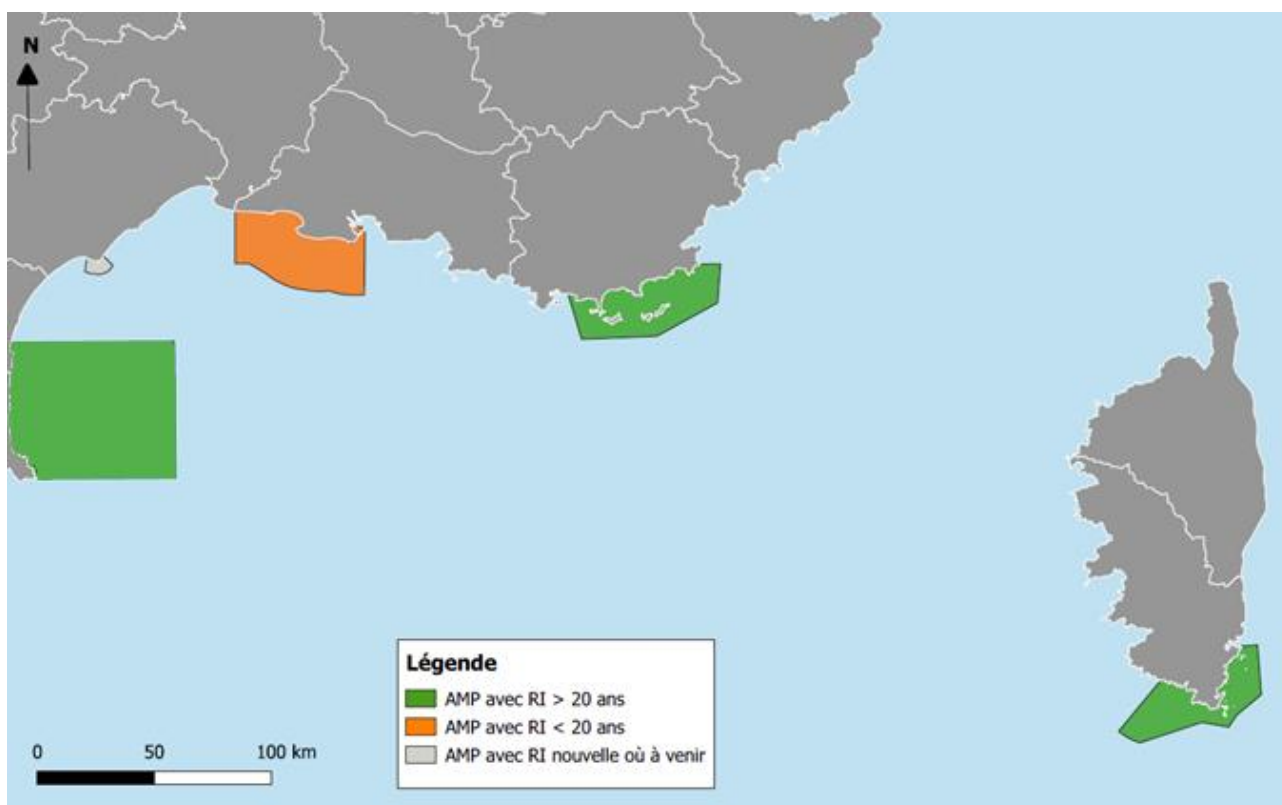 N
Légende
AMP avec RI > 20 ans
AMP avec RI < 20 ans
AMP avec RI nouvelle où à venir
0 50 100 km